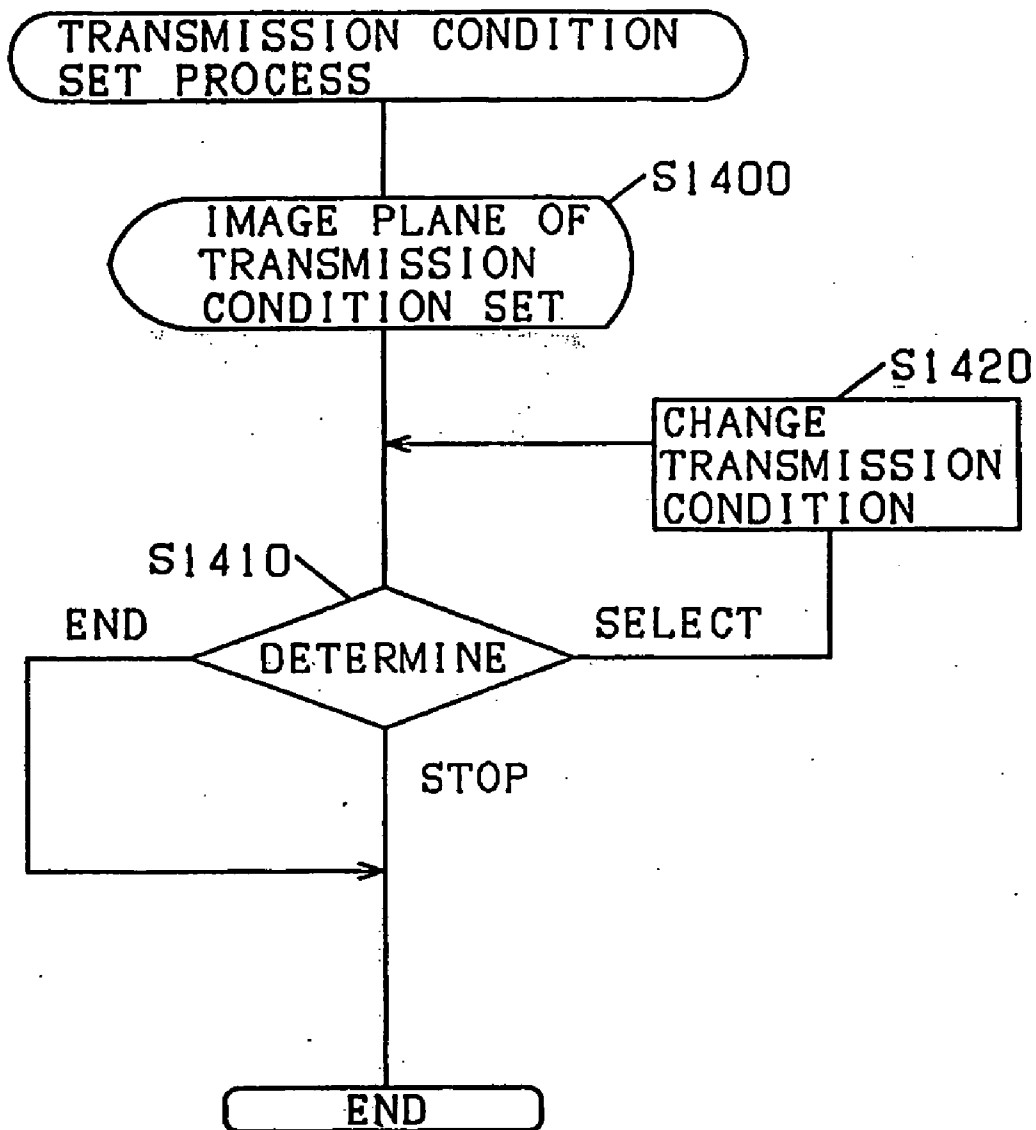 TRANSMISSION CONDITION
SET PROCESS
S1400
IMAGE PLANE OF
TRANSMISSION
CONDITION SET
S1420
CHANGE
TRANSMISSION
CONDITION
S1410
END
DETERMINE
SELECT
STOP
END